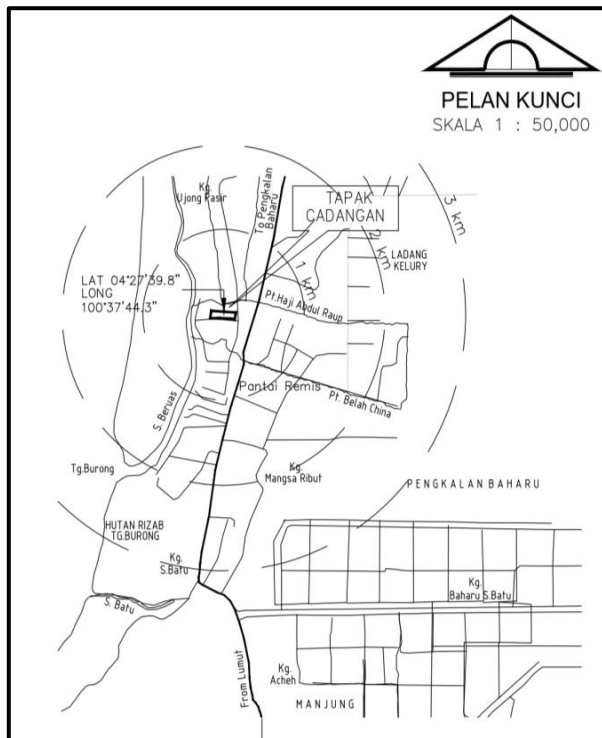 PELAN KUNCI
SKALA 1 : 50,000
Kg.
Ujong Pasir
To Pengkalan
Baharu
TAPAK
CADANGAN
3 km
2 km
1 km
LADANG
KELURY
LAT 04°27'39.8"
LONG
100°37'44.3"
Pt.Haji Abdul Raup
Pantai Remis
Pt. Belah China
S. Beruas
Tg.Burong
Kg.
Mangsa Ribut
PENGKALAN BAHARU
HUTAN RIZAB
TG.BURONG
Kg.
S.Batu
S. Batu
Kg.
Baharu S.Batu
From Lumut
Kg.
Acheh
MANJUNG